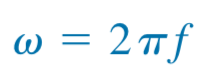 ω = 2πf